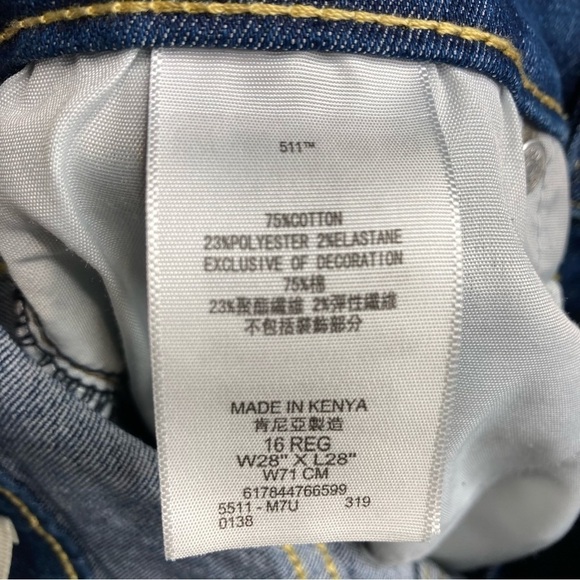 511™
75%COTTON
23%POLYESTER 2%ELASTANE
EXCLUSIVE OF DECORATION
75%棉
23%聚酯纖維 2%彈性纖維
不包括裝飾部分
MADE IN KENYA
肯尼亞製造
16 REG
W28" X L28"
W71 CM
617844766599
5511 - M7U 319
0138